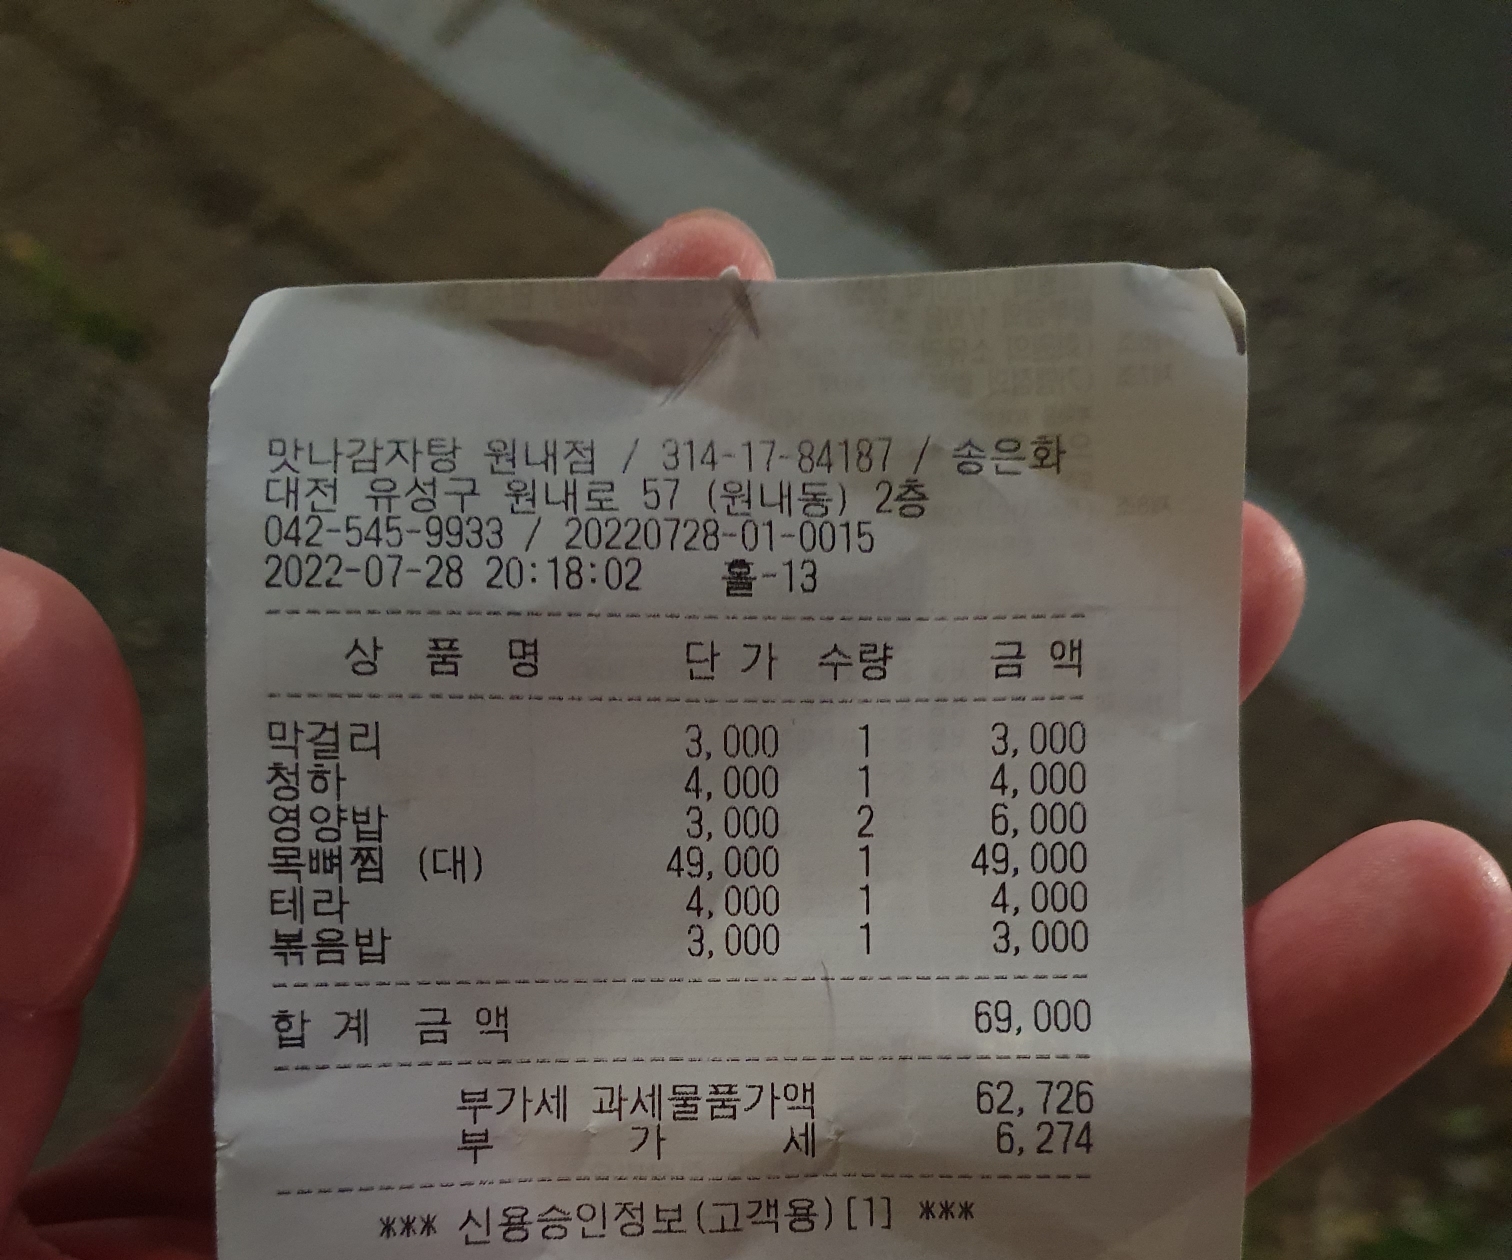 맛나감자탕 원내점 / 314-17-84187 / 송은화
대전 유성구 원내로 57 (원내동) 2층
042-545-9933 / 20220728-01-0015
2022-07-28 20:18:02 홀-13
상 품 명 단 가 수량 금 액
막걸리 3,000 1 3,000
청하 4,000 1 4,000
영양밥 3,000 2 6,000
목뼈찜 (대) 49,000 1 49,000
테라 4,000 1 4,000
볶음밥 3,000 1 3,000
합 계 금 액 69,000
부가세 과세물품가액 62,726
부 가 세 6,274
*** 신용승인정보(고객용)[1] ***